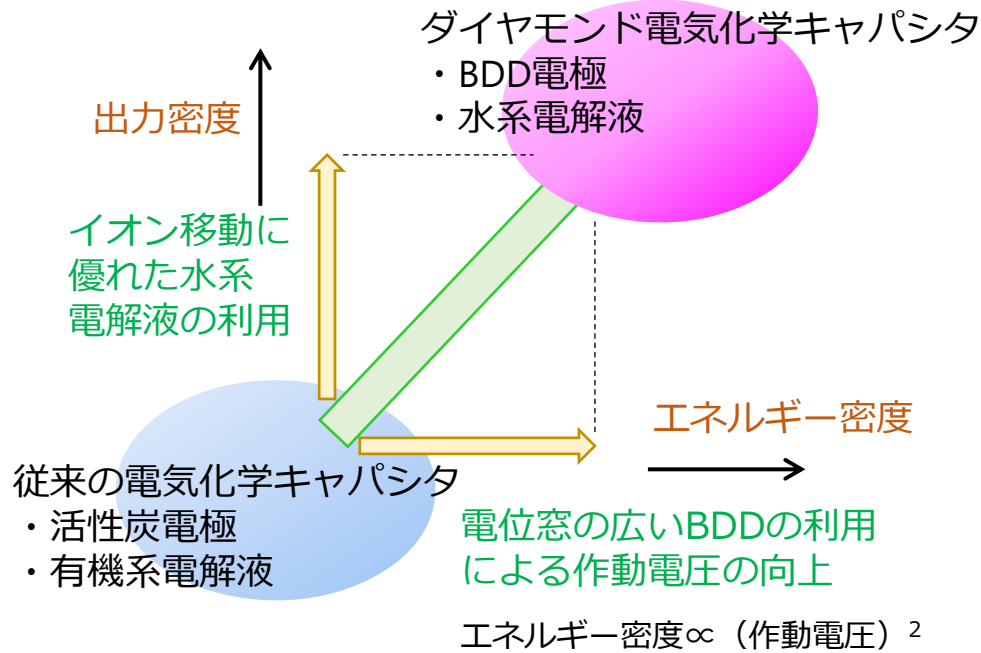 ダイヤモンド電気化学キャパシタ
・BDD電極
・水系電解液
出力密度
イオン移動に
優れた水系
電解液の利用
エネルギー密度
従来の電気化学キャパシタ
・活性炭電極
・有機系電解液
電位窓の広いBDDの利用
による作動電圧の向上
エネルギー密度∝（作動電圧）²